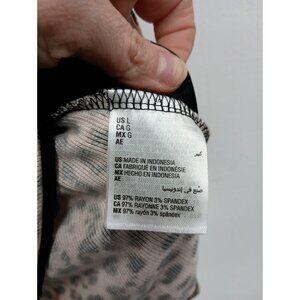 US L
CA G
MX G
AE
كبير
US MADE IN INDONESIA
CA FABRIQUÉ EN INDONÉSIE
MX HECHO EN INDONESIA
AE
صنع في إندونيسيا
US 97% RAYON 3% SPANDEX
CA 97% RAYONNE 3% SPANDEX
MX 97% rayón 3% spandex